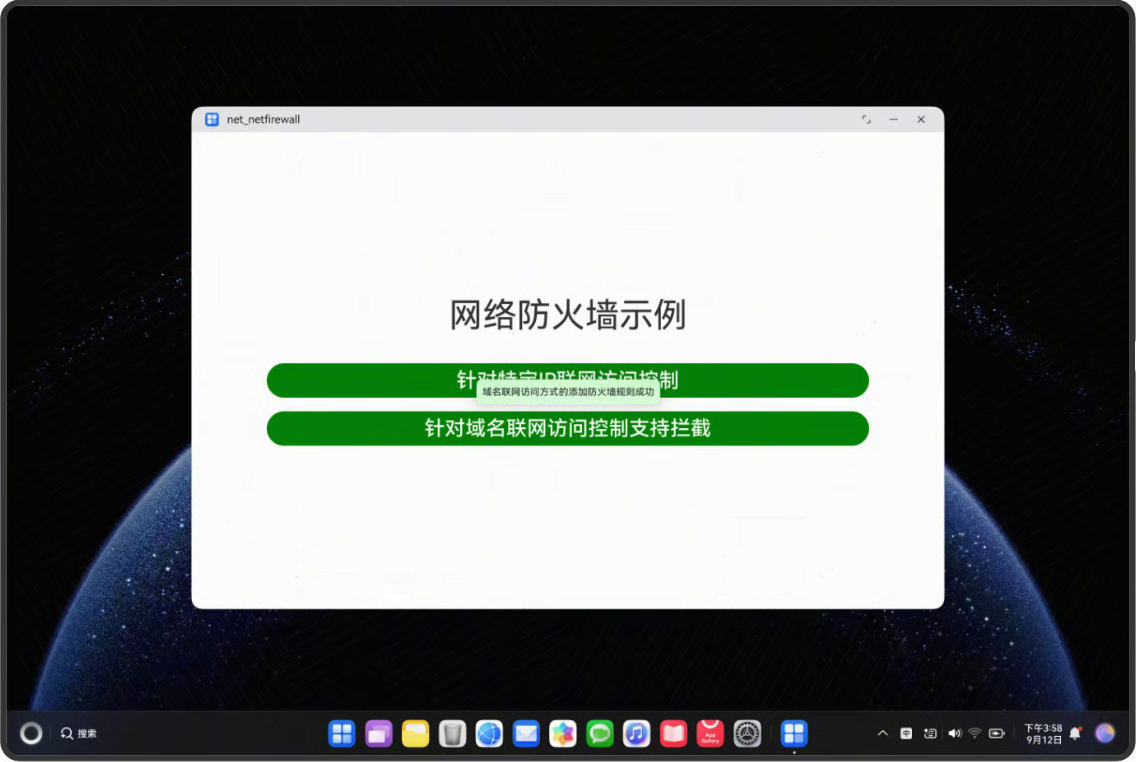 net_netfirewall
网络防火墙示例
针对特定IP联网访问控制
域名联网访问方式的添加防火墙规则成功
针对域名联网访问控制支持拦截
搜索
App
Gallery
中
下午3:58
9月12日